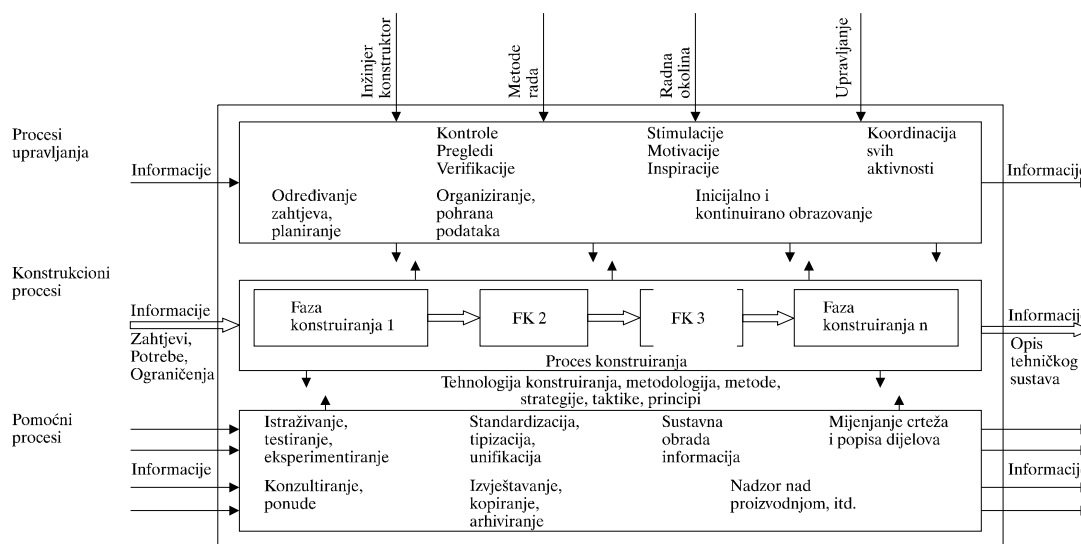 Inžinjer
konstruktor
Metode
rada
Radna
okolina
Upravljanje
Procesi
upravljanja
Informacije
Kontrole
Pregledi
Verifikacije
Stimulacije
Motivacije
Inspiracije
Koordinacija
svih
aktivnosti
Informacije
Određivanje
zahtjeva,
planiranje
Organiziranje,
pohrana
podataka
Inicijalno i
kontinuirano obrazovanje
Konstrukcioni
procesi
Informacije
Zahtjevi,
Potrebe,
Ograničenja
Faza
konstruiranja 1
FK 2
FK 3
Faza
konstruiranja n
Informacije
Opis
tehničkog
sustava
Proces konstruiranja
Tehnologija konstruiranja, metodologija, metode,
strategije, taktike, principi
Pomoćni
procesi
Informacije
Istraživanje,
testiranje,
eksperimentiranje
Standardizacija,
tipizacija,
unifikacija
Sustavna
obrada
informacija
Mijenjanje crteža
i popisa dijelova
Informacije
Konzultiranje,
ponude
Izvještavanje,
kopiranje,
arhiviranje
Nadzor nad
proizvodnjom, itd.